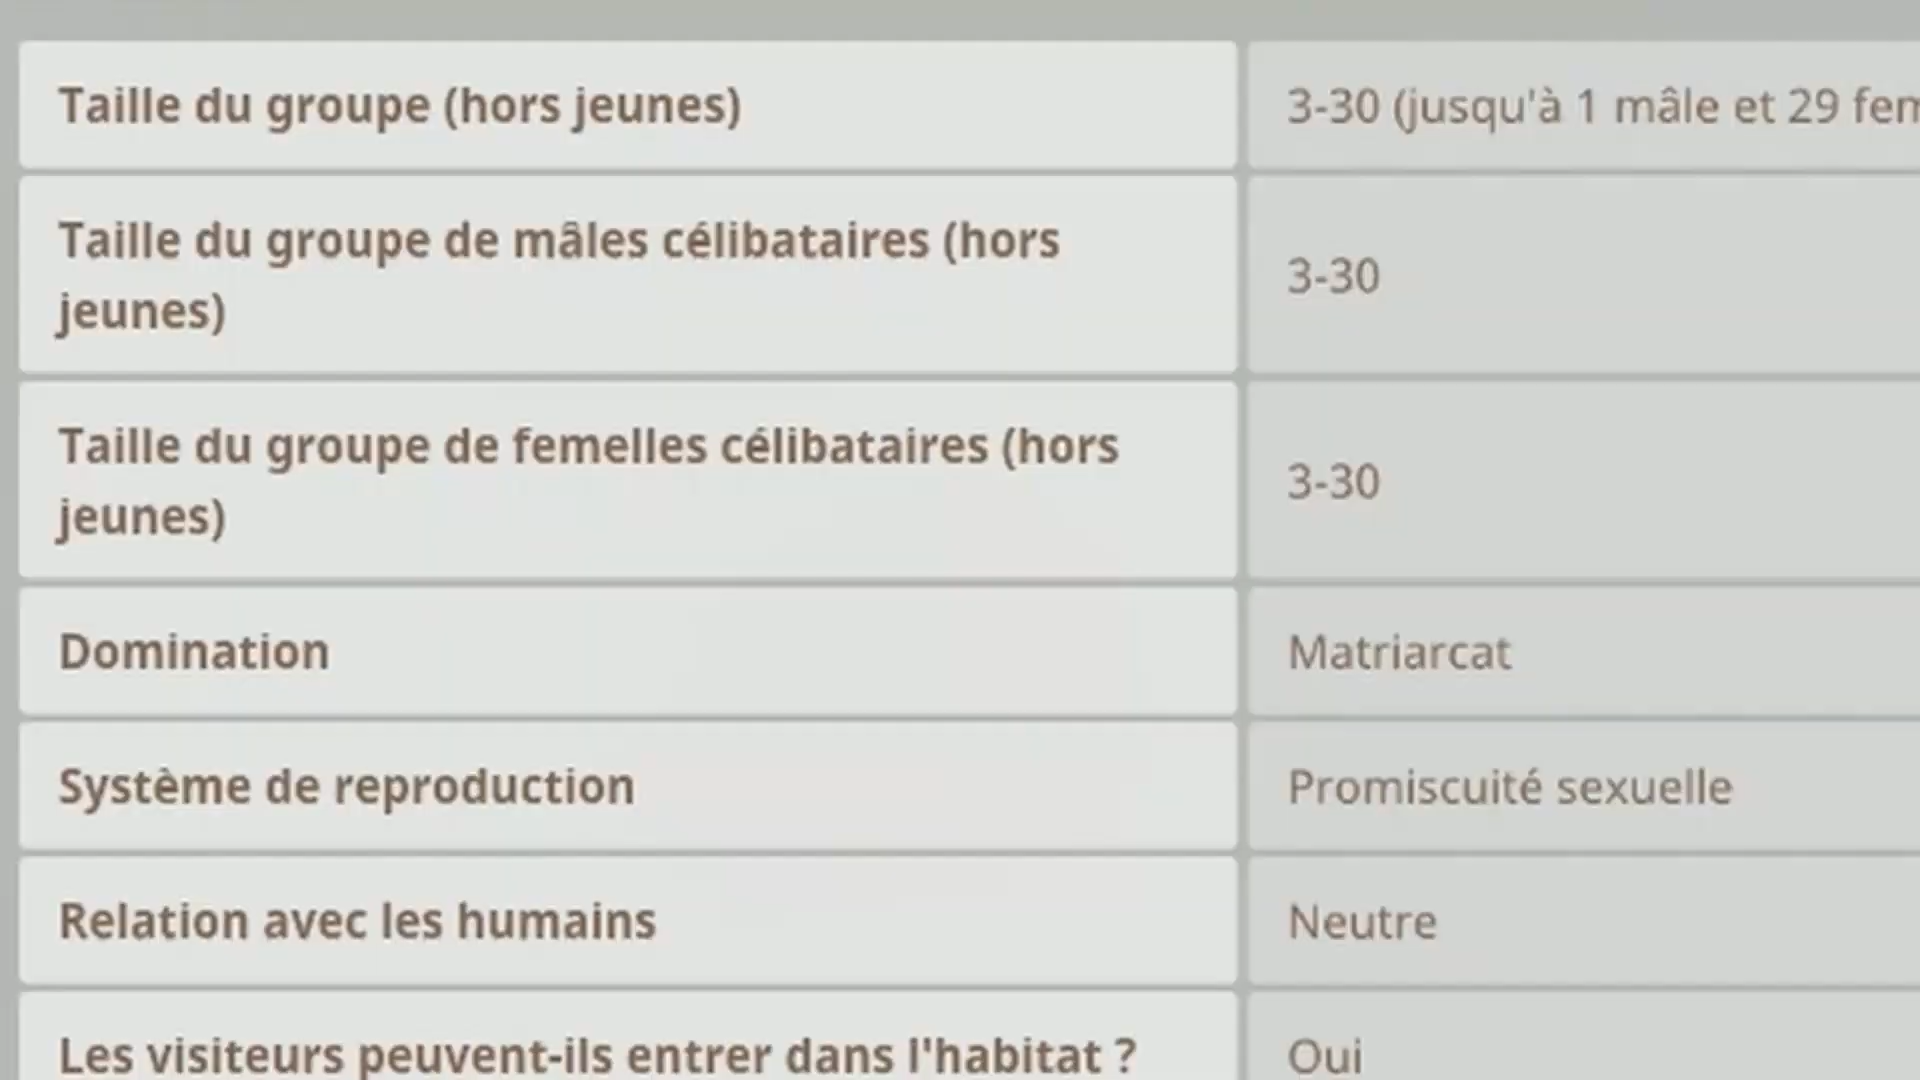 Taille du groupe (hors jeunes)
3-30 (jusqu'à 1 mâle et 29
Taille du groupe de mâles célibataires (hors
jeunes)
3-30
Taille du groupe de femelles célibataires (hors
jeunes)
3-30
Domination
Matriarcat
Système de reproduction
Promiscuité sexuelle
Relation avec les humains
Neutre
Les visiteurs peuvent-ils entrer dans l'habitat ?
Oui